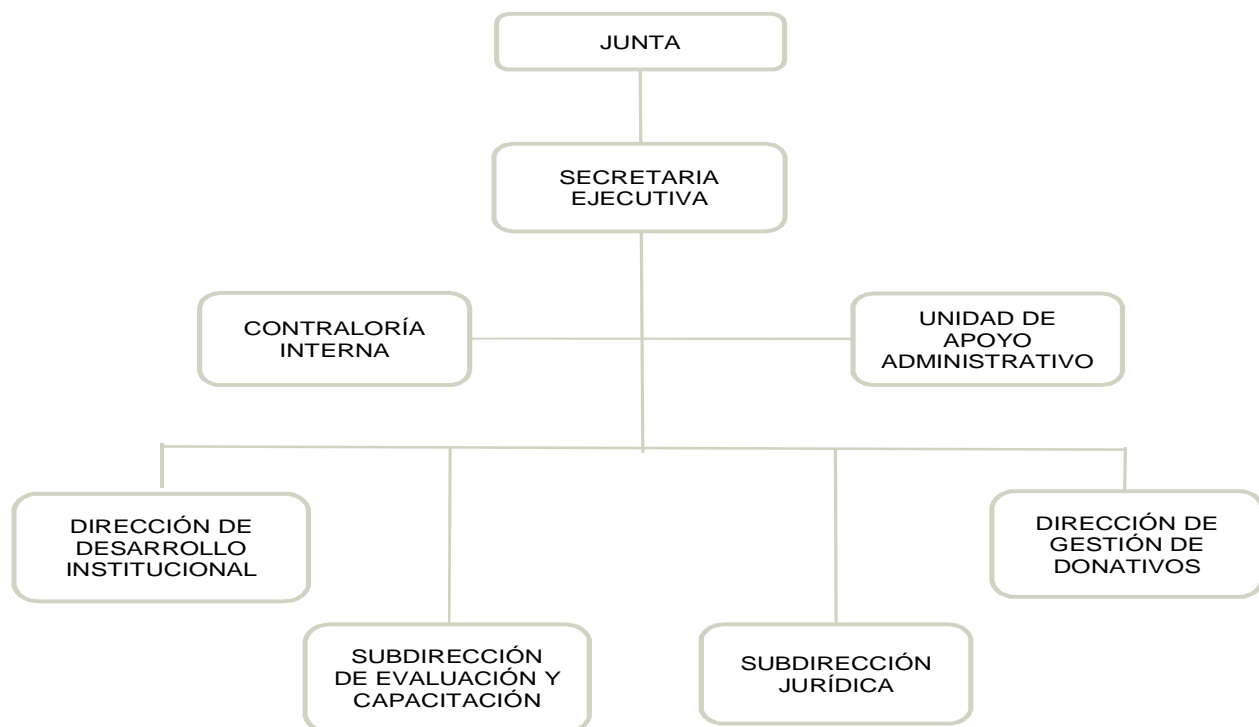 JUNTA
SECRETARIA
EJECUTIVA
CONTRALORÍA
INTERNA
UNIDAD DE
APOYO
ADMINISTRATIVO
DIRECCIÓN DE
DESARROLLO
INSTITUCIONAL
DIRECCIÓN DE
GESTIÓN DE
DONATIVOS
SUBDIRECCIÓN
DE EVALUACIÓN Y
CAPACITACIÓN
SUBDIRECCIÓN
JURÍDICA